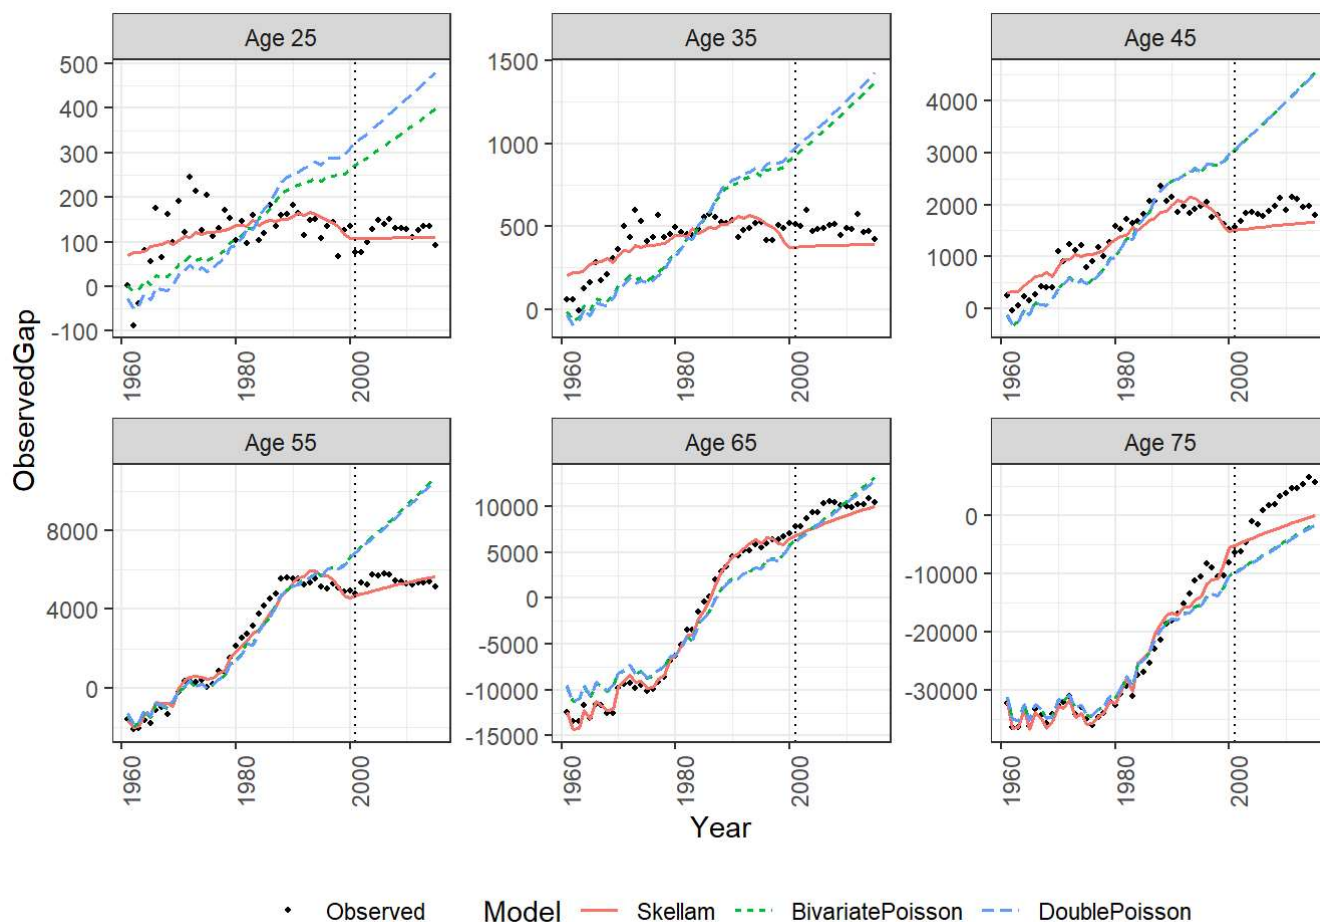 Age 25 Age 35 Age 45
500 400 300 200 100 0 -100
1500 1000 500 0
4000 3000 2000 1000 0
1960 1980 2000 1960 1980 2000 1960 1980 2000
ObservedGap
Age 55 Age 65 Age 75
8000 4000 0
10000 5000 0 -5000 -10000 -15000
0 -10000 -20000 -30000
1960 1980 2000 1960 1980 2000 1960 1980 2000
Year
Observed Model Skellam BivariatePoisson DoublePoisson